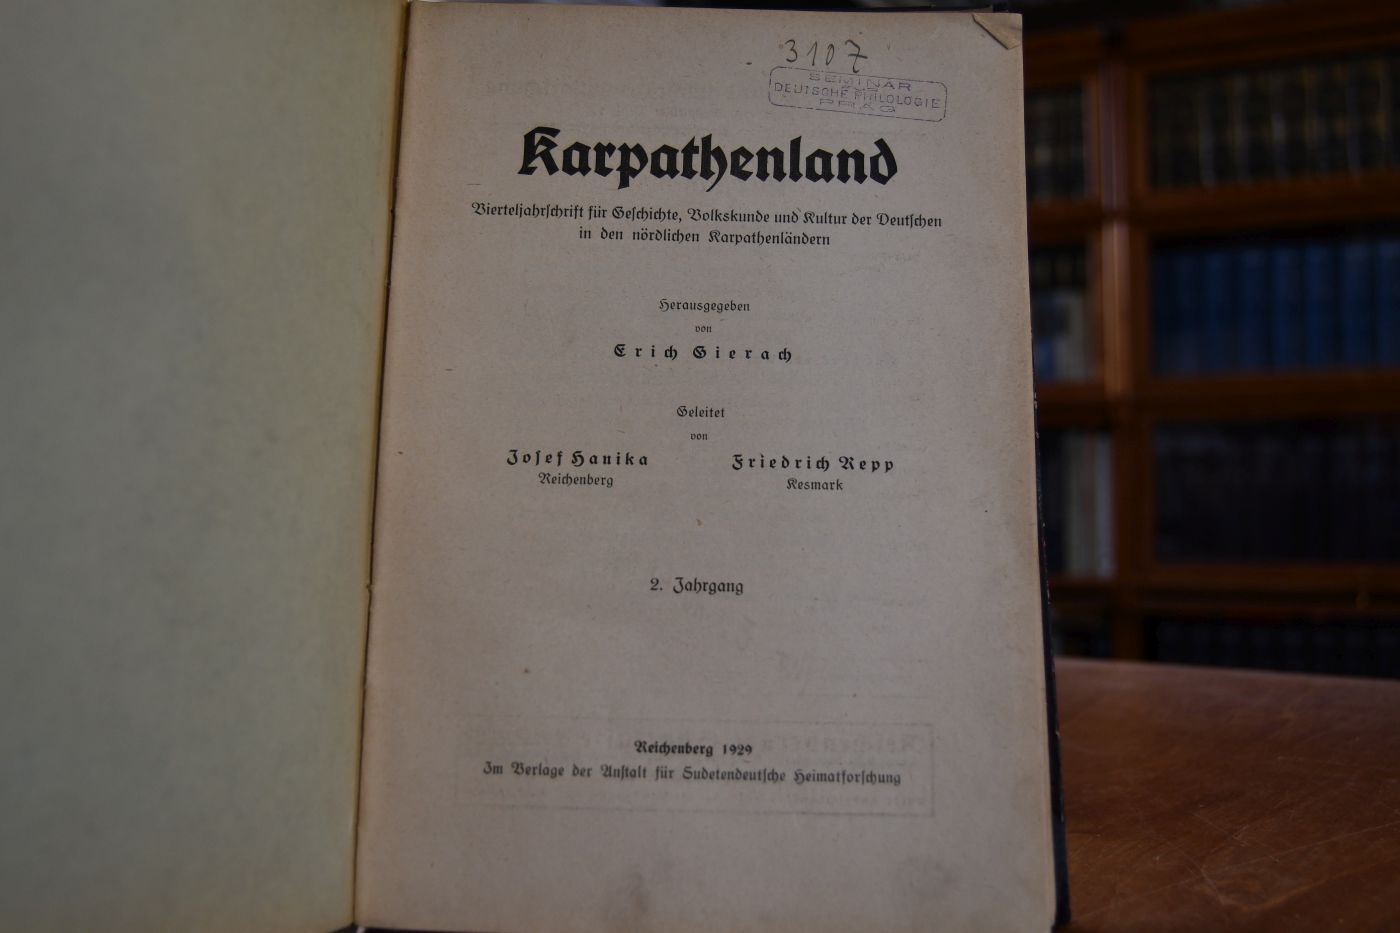 3107
SEMINAR
DEUTSCHE PHILOLOGIE
PRAG
Karpathenland
Vierteljahrſchrift für Geſchichte, Volkskunde und Kultur der Deutſchen
in den nördlichen Karpathenländern
Herausgegeben
von
Erich Gierach
Geleitet
von
Joſef Hanika
Reichenberg
Friedrich Repp
Kesmark
2. Jahrgang
Reichenberg 1929
Im Verlage der Anſtalt für Sudetendeutſche Heimatforſchung